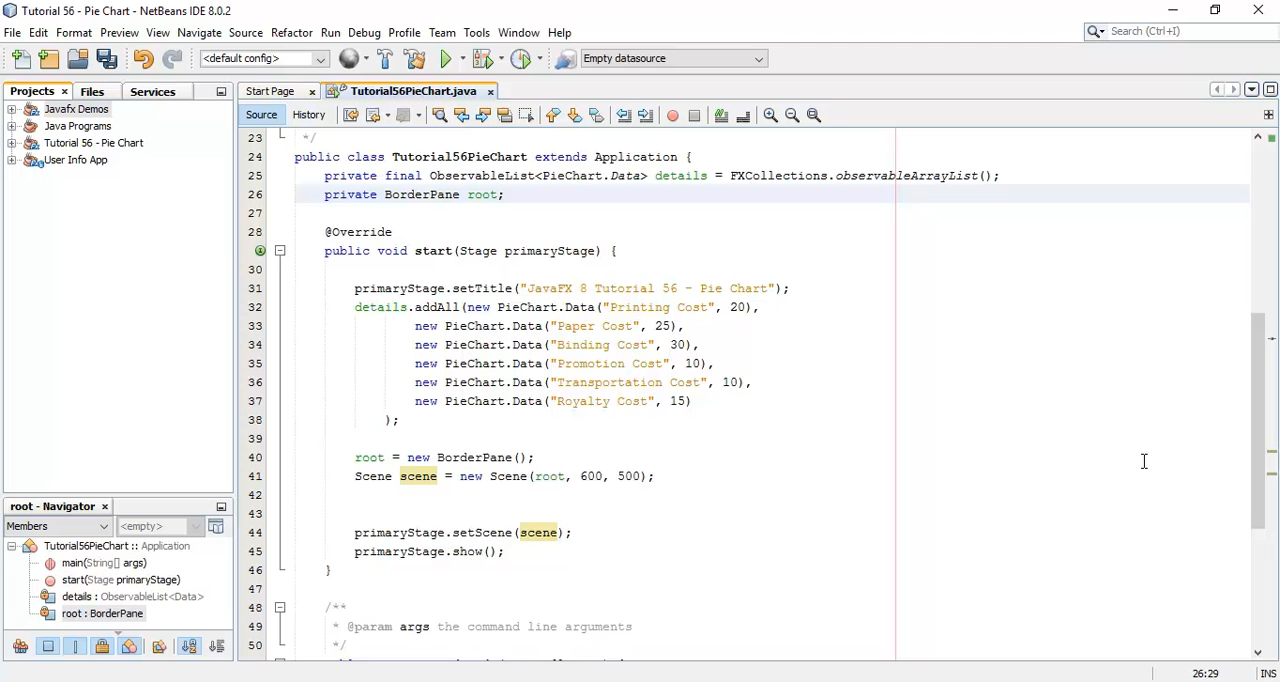 Tutorial 56 - Pie Chart - NetBeans IDE 8.0.2
File Edit Format Preview View Navigate Source Refactor Run Debug Profile Team Tools Window Help
Search (Ctrl+I)
<default config>
Empty datasource
Projects Files Services
Start Page Tutorial56PieChart.java
Javafx Demos
Java Programs
Tutorial 56 - Pie Chart
User Info App
Source History
23 */
24 public class Tutorial56PieChart extends Application {
25 private final ObservableList<PieChart.Data> details = FXCollections.observableArrayList();
26 private BorderPane root;
27
28 @Override
public void start(Stage primaryStage) {
30
31 primaryStage.setTitle("JavaFX 8 Tutorial 56 - Pie Chart");
32 details.addAll(new PieChart.Data("Printing Cost", 20),
33 new PieChart.Data("Paper Cost", 25),
34 new PieChart.Data("Binding Cost", 30),
35 new PieChart.Data("Promotion Cost", 10),
36 new PieChart.Data("Transportation Cost", 10),
37 new PieChart.Data("Royalty Cost", 15)
38 );
39
40 root = new BorderPane();
41 Scene scene = new Scene(root, 600, 500);
42
43
44 primaryStage.setScene(scene);
45 primaryStage.show();
46 }
47
48 /**
49 * @param args the command line arguments
50 */
root - Navigator
Members <empty>
Tutorial56PieChart :: Application
main(String[] args)
start(Stage primaryStage)
details : ObservableList<Data>
root : BorderPane
26:29 INS